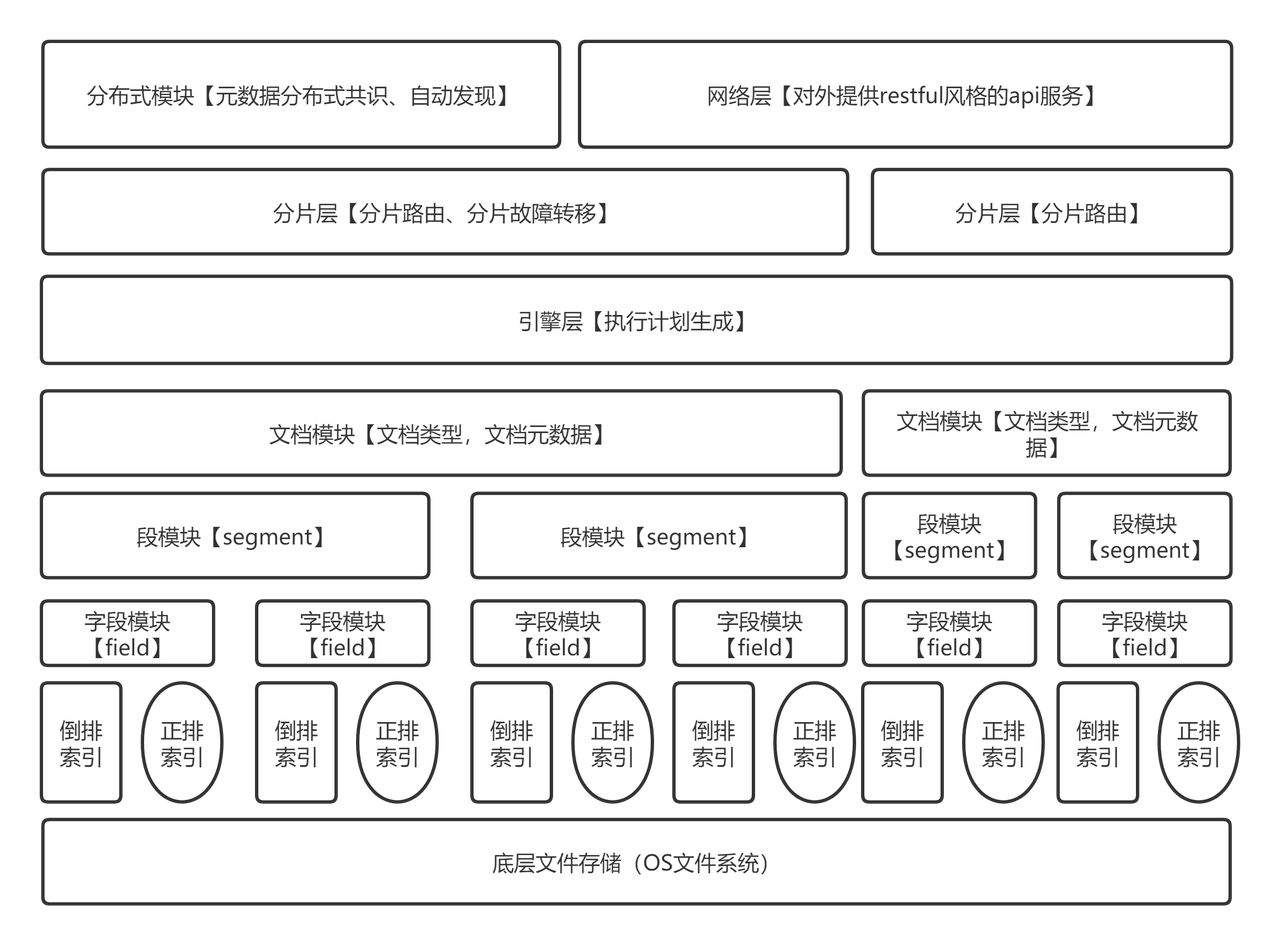 分布式模块【元数据分布式共识、自动发现】
网络层【对外提供restful风格的api服务】
分片层【分片路由、分片故障转移】
分片层【分片路由】
引擎层【执行计划生成】
文档模块【文档类型，文档元数据】
文档模块【文档类型，文档元数
据】
段模块【segment】
段模块【segment】
段模块
【segment】
段模块
【segment】
字段模块
【field】
字段模块
【field】
字段模块
【field】
字段模块
【field】
字段模块
【field】
字段模块
【field】
倒排
索引
正排
索引
倒排
索引
正排
索引
倒排
索引
正排
索引
倒排
索引
正排
索引
倒排
索引
正排
索引
倒排
索引
正排
索引
底层文件存储（OS文件系统）